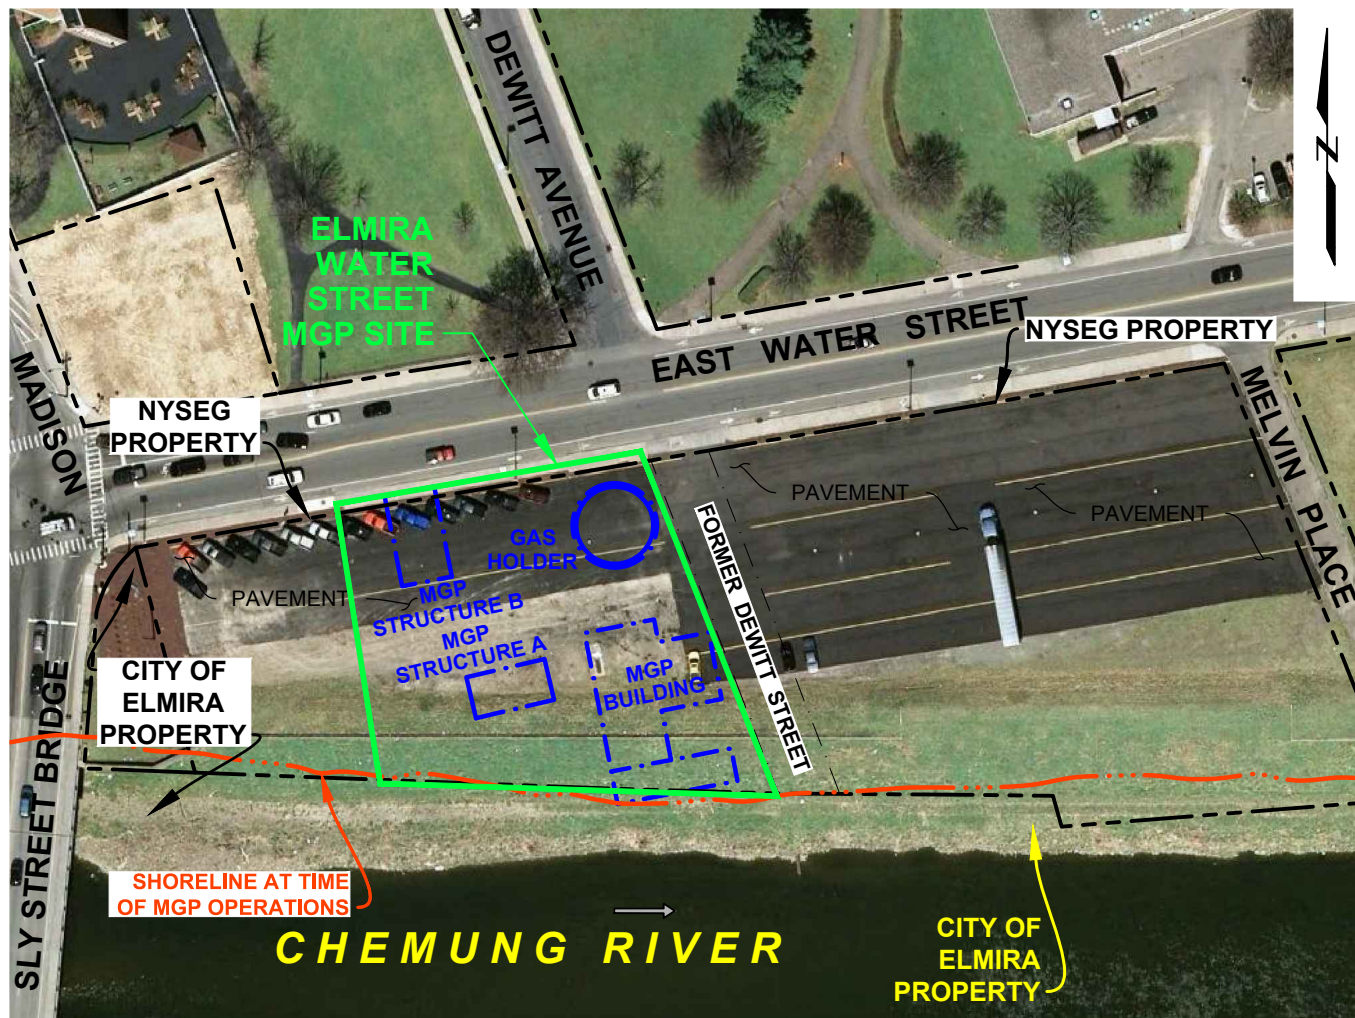 DEWITT AVENUE
ELMIRA
WATER
STREET
MGP SITE
N
EAST WATER STREET
NYSEG PROPERTY
MADISON
NYSEG
PROPERTY
MELVIN PLACE
PAVEMENT
PAVEMENT
GAS
HOLDER
FORMER DEWITT STREET
PAVEMENT
MGP
STRUCTURE B
MGP
STRUCTURE A
MGP
BUILDING
CITY OF
ELMIRA
PROPERTY
SLY STREET BRIDGE
SHORELINE AT TIME
OF MGP OPERATIONS
CHEMUNG RIVER
CITY OF
ELMIRA
PROPERTY